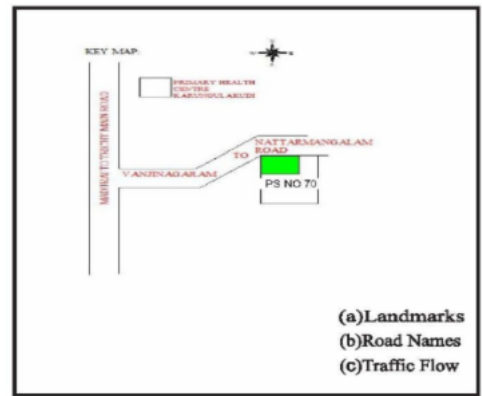 KEY MAP
PRIMARY HEALTH
CENTRE
KARUNGULAKUDI
MADURAI TO TRICHY MAIN ROAD
VANJINAGARAM
TO
NATTARMANGALAM
ROAD
PS NO 70
(a)Landmarks
(b)Road Names
(c)Traffic Flow